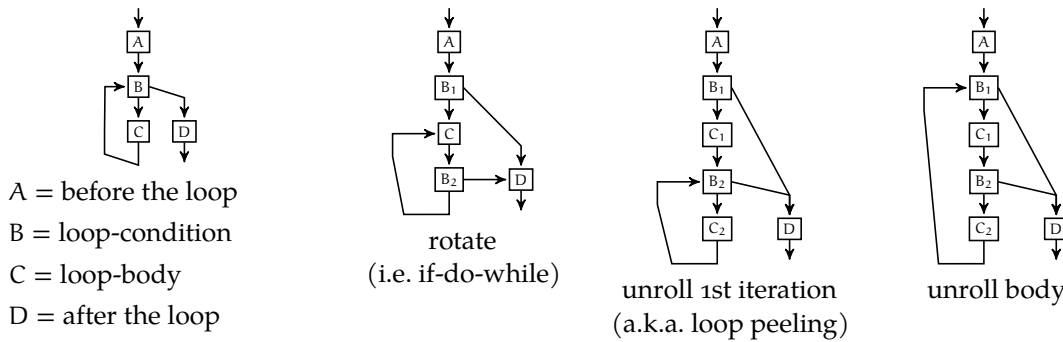 A
B
C
D
A = before the loop
B = loop-condition
C = loop-body
D = after the loop
A
B₁
C
B₂
D
rotate
(i.e. if-do-while)
A
B₁
C₁
B₂
C₂
D
unroll 1st iteration
(a.k.a. loop peeling)
A
B₁
C₁
B₂
C₂
D
unroll body